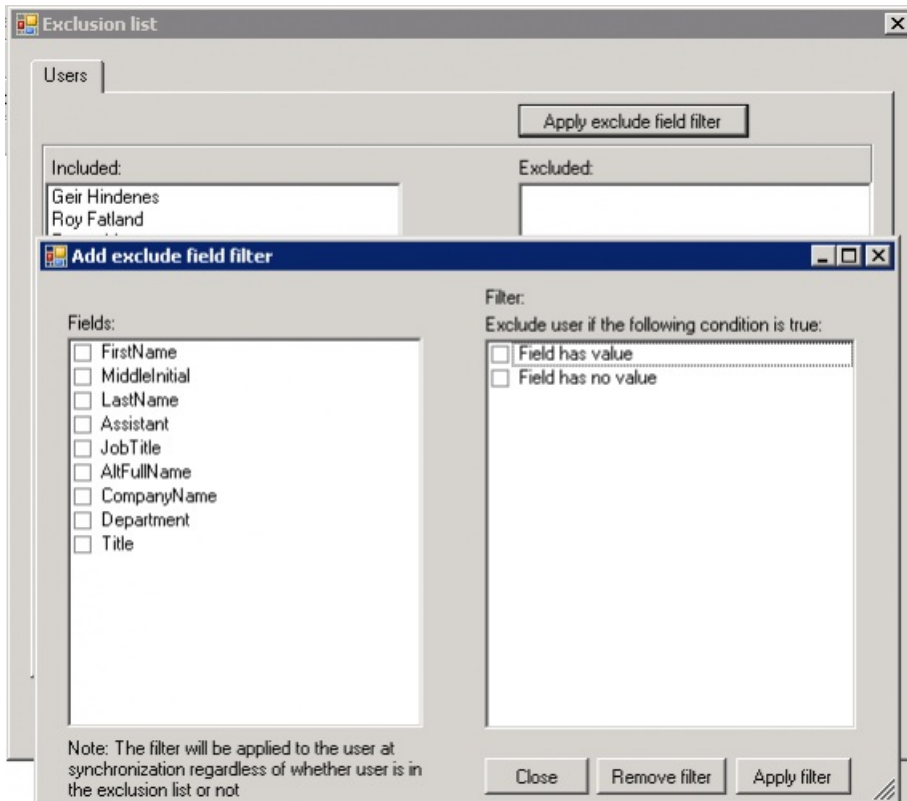 Exclusion list
Users
Apply exclude field filter
Included:
Excluded:
Geir Hindenes
Roy Fatland
Add exclude field filter
Fields:
FirstName
MiddleInitial
LastName
Assistant
JobTitle
AltFullName
CompanyName
Department
Title
Note: The filter will be applied to the user at
synchronization regardless of whether user is in
the exclusion list or not
Filter:
Exclude user if the following condition is true:
Field has value
Field has no value
Close
Remove filter
Apply filter